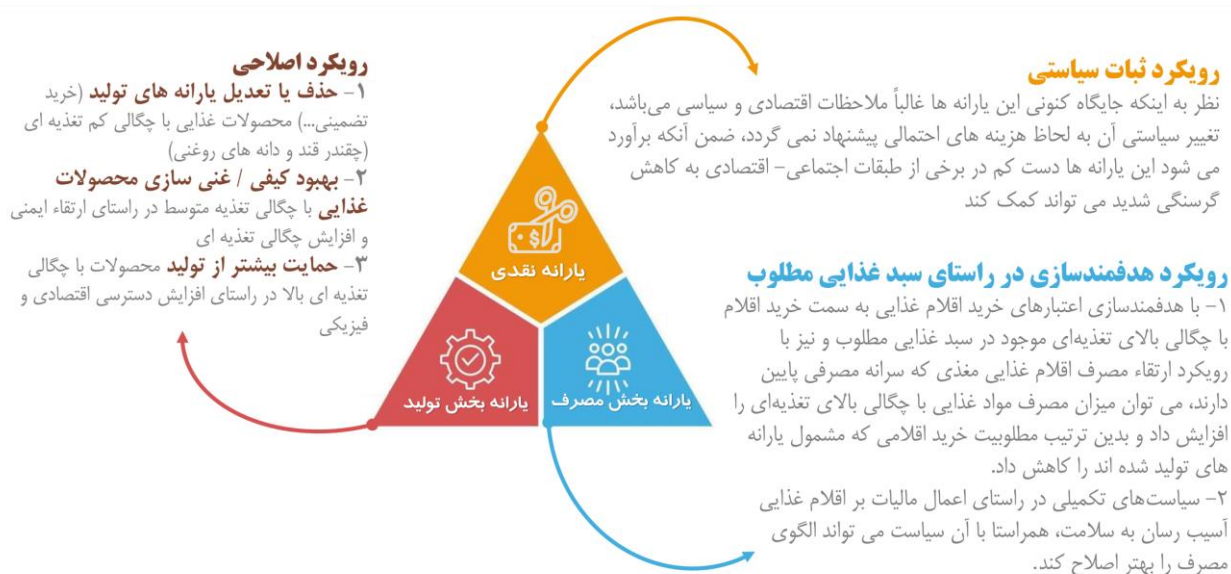 رویکرد ثبات سیاستی
نظر به اینکه جایگاه کنونی این یارانه ها غالباً ملاحظات اقتصادی و سیاسی می‌باشد،
تغییر سیاستی آن به لحاظ هزینه های احتمالی پیشنهاد نمی گردد، ضمن آنکه برآورد
می شود این یارانه ها دست کم در برخی از طبقات اجتماعی- اقتصادی به کاهش
گرسنگی شدید می تواند کمک کند
رویکرد هدفمندسازی در راستای سبد غذایی مطلوب
۱- با هدفمندسازی اعتبارهای خرید اقلام غذایی به سمت خرید اقلام
با چگالی بالای تغذیه‌ای موجود در سبد غذایی مطلوب و نیز با
رویکرد ارتقاء مصرف اقلام غذایی مغذی که سرانه مصرفی پایین
دارند، می توان میزان مصرف مواد غذایی با چگالی بالای تغذیه‌ای را
افزایش داد و بدین ترتیب مطلوبیت خرید اقلامی که مشمول یارانه
های تولید شده اند را کاهش داد.
۲- سیاست‌های تکمیلی در راستای اعمال مالیات بر اقلام غذایی
آسیب رسان به سلامت، همراستا با آن سیاست می تواند الگوی
مصرف را بهتر اصلاح کند.
یارانه نقدی
یارانه بخش مصرف
یارانه بخش تولید
رویکرد اصلاحی
۱- حذف یا تعدیل یارانه های تولید (خرید
تضمینی...) محصولات غذایی با چگالی کم تغذیه ای
(چقندر قند و دانه های روغنی)
۲- بهبود کیفی / غنی سازی محصولات
غذایی با چگالی تغذیه متوسط در راستای ارتقاء ایمنی
و افزایش چگالی تغذیه ای
۳- حمایت بیشتر از تولید محصولات با چگالی
تغذیه ای بالا در راستای افزایش دسترسی اقتصادی و
فیزیکی